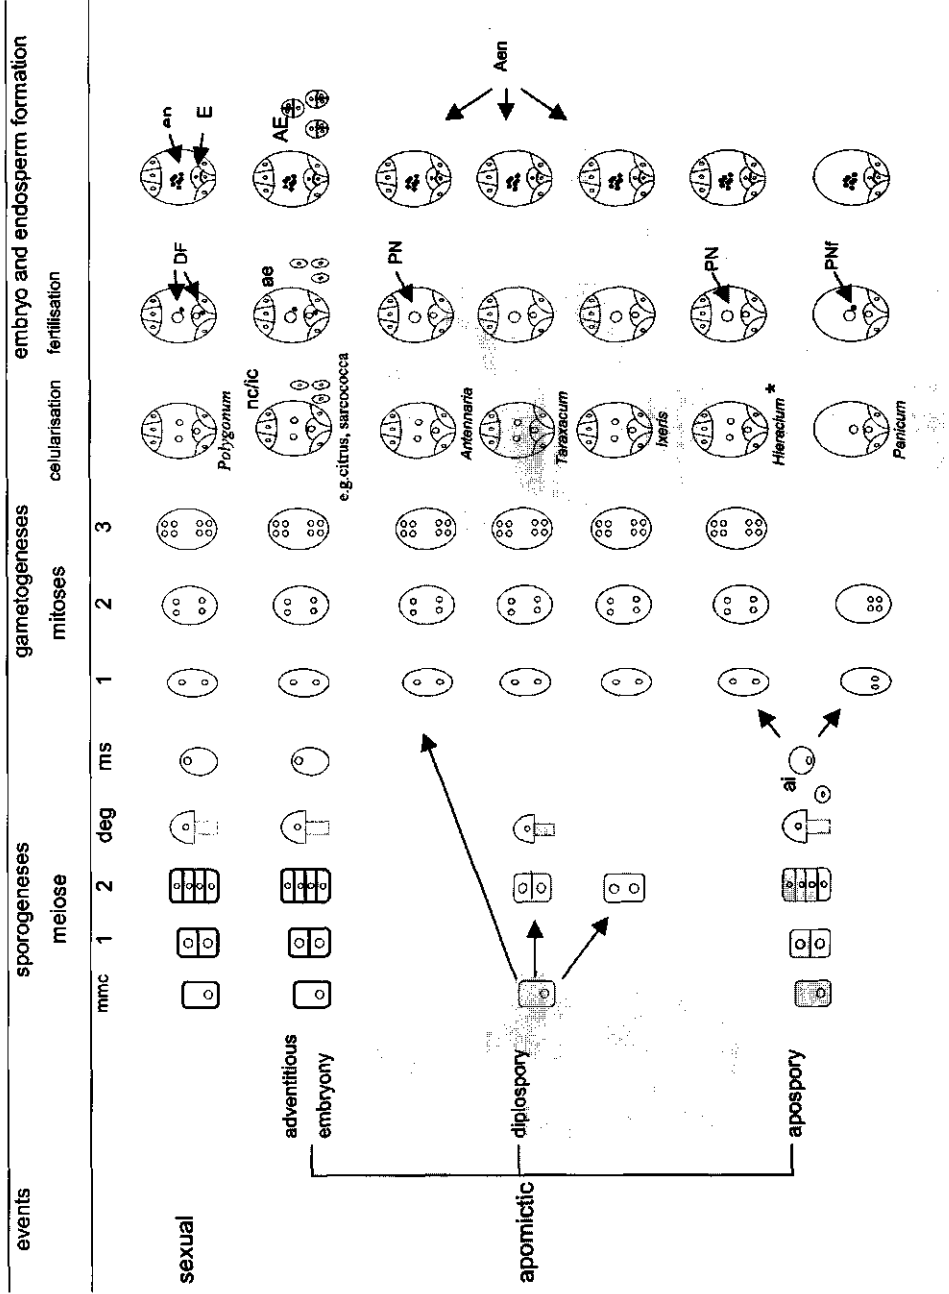 events sporogeneses gametogeneses embryo and endosperm formation
meiose mitoses
mmc 1 2 deg ms 1 2 3 celularisation fertilisation
sexual
Polygonum
DF
en
E
apomictic
adventitious
embryony
nc/ic
e.g.citrus, sarcococca
ae
AE
diplospory
Antennaria
PN
Taraxacum
Ixeris
Aen
apospory
ai
Hieracium *
PN
Penicum
PNf